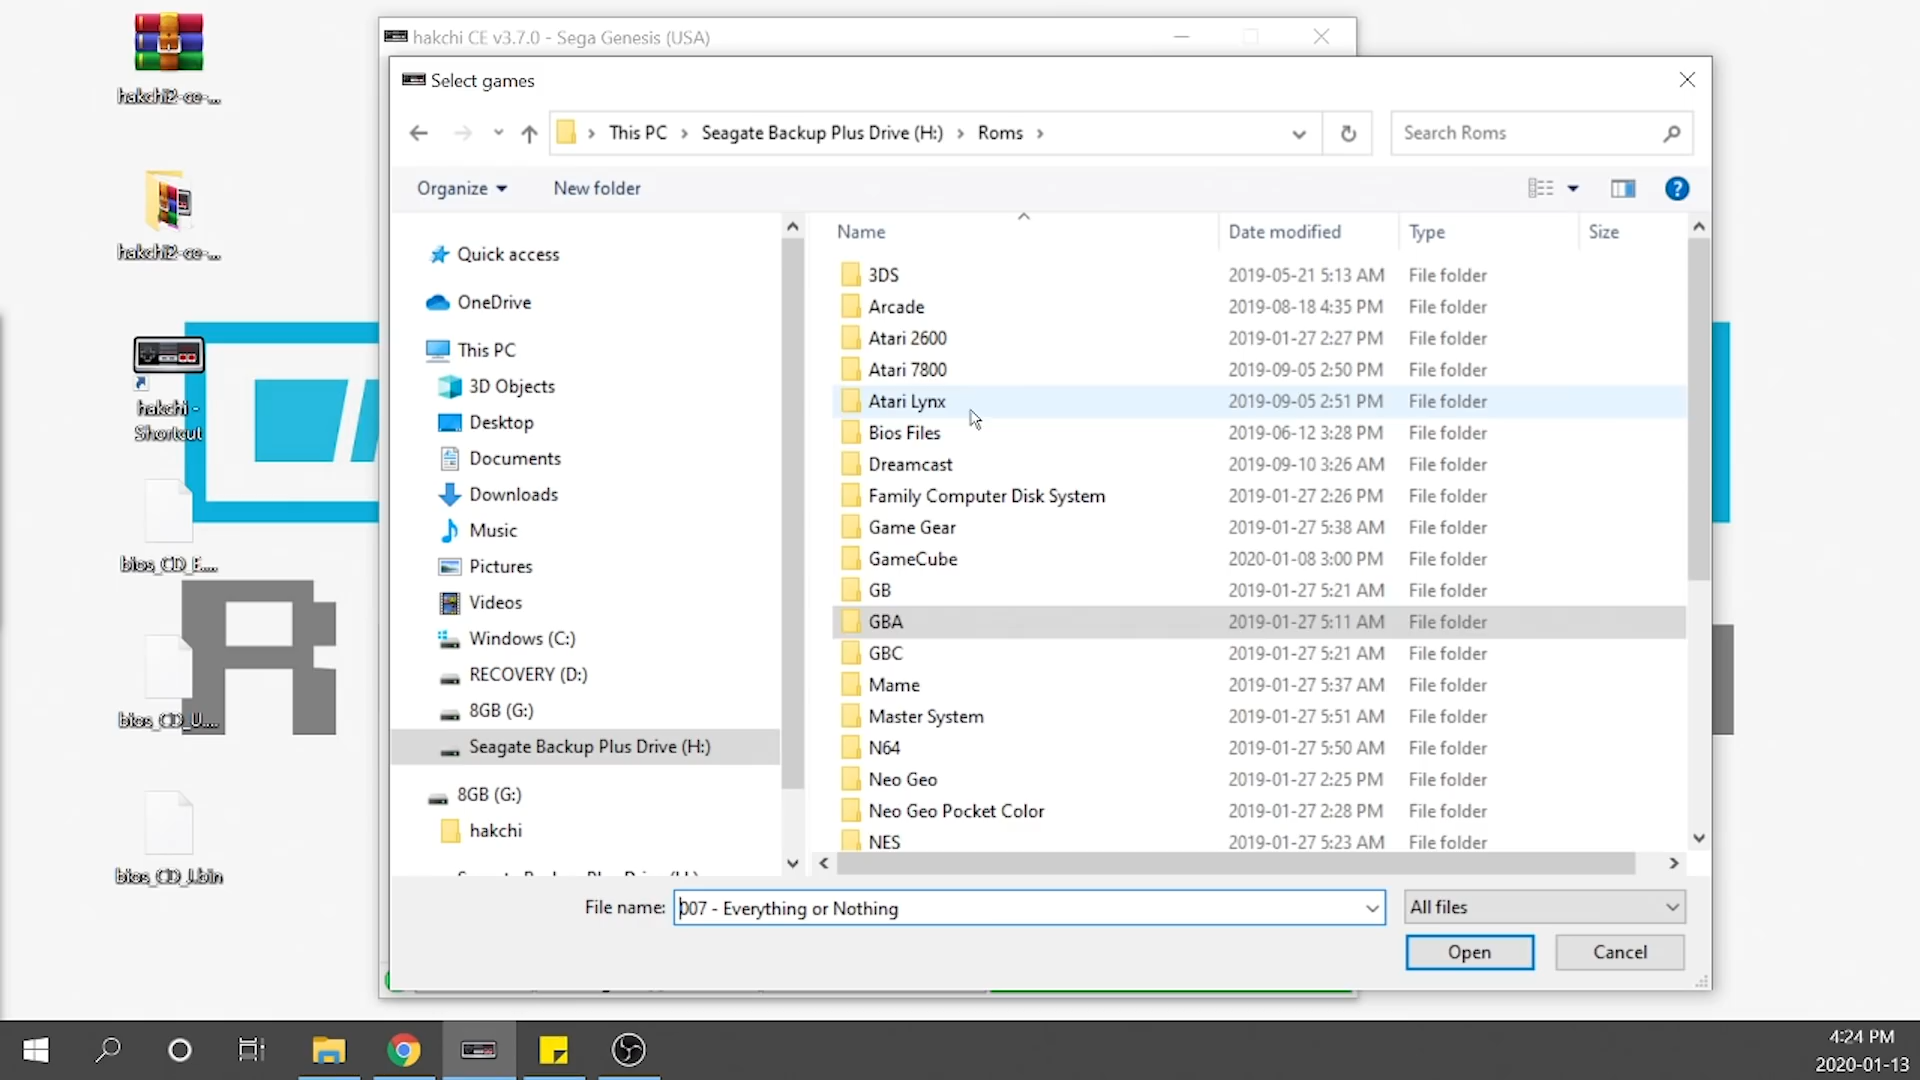 hakchi2-ce-...
hakchi2-ce-...
hakchi -
Shortcut
bios_CD_E....
bios_CD_U....
bios_CD_J.bin
hakchi CE v3.7.0 - Sega Genesis (USA)
Select games
This PC > Seagate Backup Plus Drive (H:) > Roms >
Search Roms
Organize
New folder
Quick access
OneDrive
This PC
3D Objects
Desktop
Documents
Downloads
Music
Pictures
Videos
Windows (C:)
RECOVERY (D:)
8GB (G:)
Seagate Backup Plus Drive (H:)
8GB (G:)
hakchi
Name Date modified Type Size
3DS 2019-05-21 5:13 AM File folder
Arcade 2019-08-18 4:35 PM File folder
Atari 2600 2019-01-27 2:27 PM File folder
Atari 7800 2019-09-05 2:50 PM File folder
Atari Lynx 2019-09-05 2:51 PM File folder
Bios Files 2019-06-12 3:28 PM File folder
Dreamcast 2019-09-10 3:26 AM File folder
Family Computer Disk System 2019-01-27 2:26 PM File folder
Game Gear 2019-01-27 5:38 AM File folder
GameCube 2020-01-08 3:00 PM File folder
GB 2019-01-27 5:21 AM File folder
GBA 2019-01-27 5:11 AM File folder
GBC 2019-01-27 5:21 AM File folder
Mame 2019-01-27 5:37 AM File folder
Master System 2019-01-27 5:51 AM File folder
N64 2019-01-27 5:50 AM File folder
Neo Geo 2019-01-27 2:25 PM File folder
Neo Geo Pocket Color 2019-01-27 2:28 PM File folder
NES 2019-01-27 5:23 AM File folder
File name: 007 - Everything or Nothing
All files
Open
Cancel
4:24 PM
2020-01-13